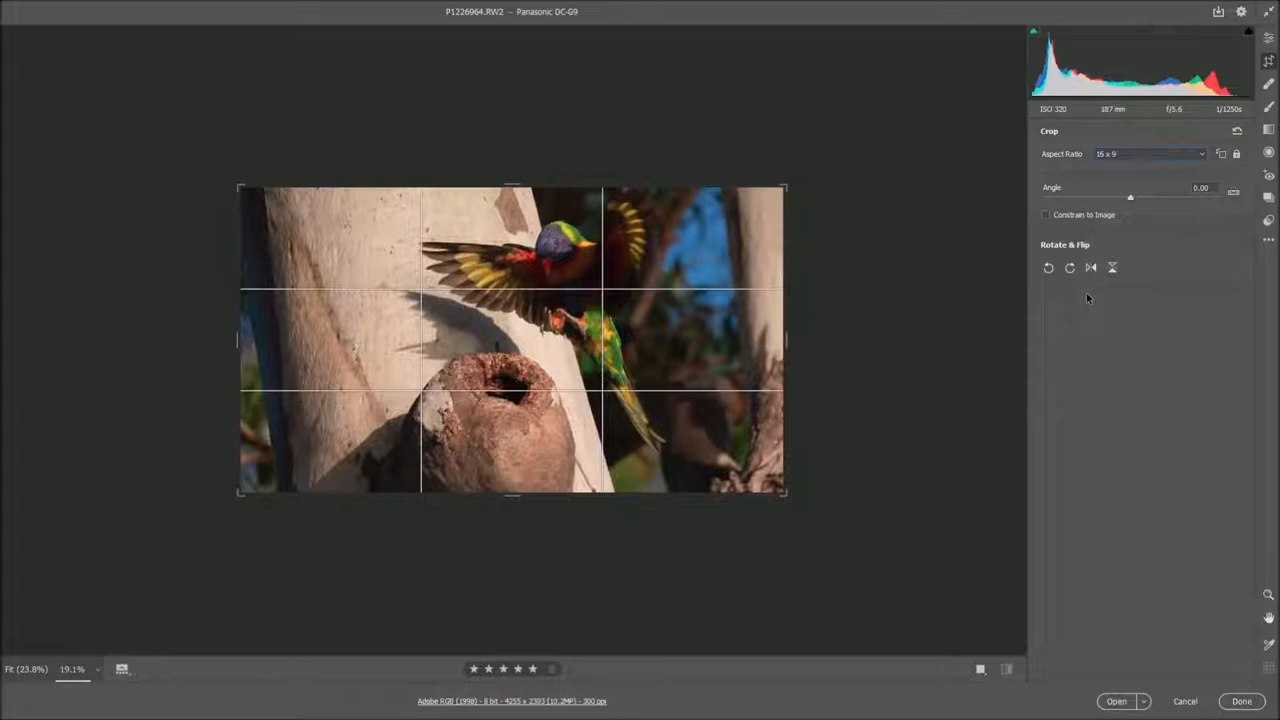 P1226964.RW2 - Panasonic DC-G9
ISO 320 187 mm f/5.6 1/1250s
Crop
Aspect Ratio 16 x 9
Angle 0.00
Constrain to Image
Rotate & Flip
Fit (23.8%) 19.1%
Adobe RGB (1998) - 8 bit - 4255 x 2393 (10.2MP) - 300 ppi
Open Cancel Done